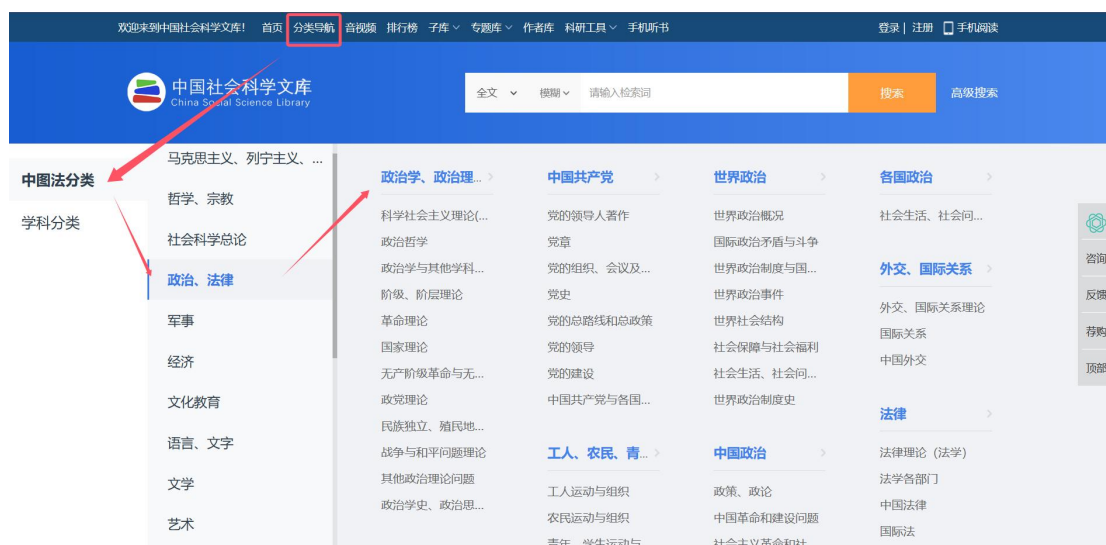 欢迎来到中国社会科学文库! 首页 分类导航 音视频 排行榜 子库 专题库 作者库 科研工具 手机听书 登录 | 注册 手机阅读
中国社会科学文库
China Social Science Library
全文 模糊 请输入检索词 搜索 高级搜索
中图法分类
学科分类
马克思主义、列宁主义、...
哲学、宗教
社会科学总论
政治、法律
军事
经济
文化教育
语言、文字
文学
艺术
政治学、政治理...
科学社会主义理论(...
政治哲学
政治学与其他学科...
阶级、阶层理论
革命理论
国家理论
无产阶级革命与无...
政党理论
民族独立、殖民地...
战争与和平问题理论
其他政治理论问题
政治学史、政治思...
中国共产党
党的领导人著作
党章
党的组织、会议及...
党史
党的总路线和总政策
党的领导
党的建设
中国共产党与各国...
工人、农民、青...
工人运动与组织
农民运动与组织
青年、学生运动与
世界政治
世界政治概况
国际政治矛盾与斗争
世界政治制度与国...
世界政治事件
世界社会结构
社会保障与社会福利
社会生活、社会问...
世界政治制度史
中国政治
政策、政论
中国革命和建设问题
社会主义革命和社
各国政治
社会生活、社会问...
外交、国际关系
外交、国际关系理论
国际关系
中国外交
法律
法律理论（法学）
法学各部门
中国法律
国际法
咨询
反馈
荐购
顶部